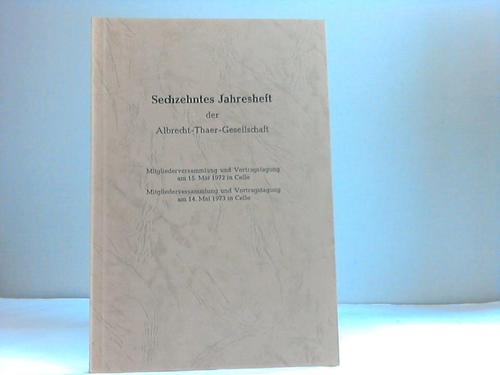 Sechzehntes Jahresheft
der
Albrecht-Thaer-Gesellschaft
Mitgliederversammlung und Vortragstagung
am 15. Mai 1972 in Celle
Mitgliederversammlung und Vortragstagung
am 14. Mai 1973 in Celle